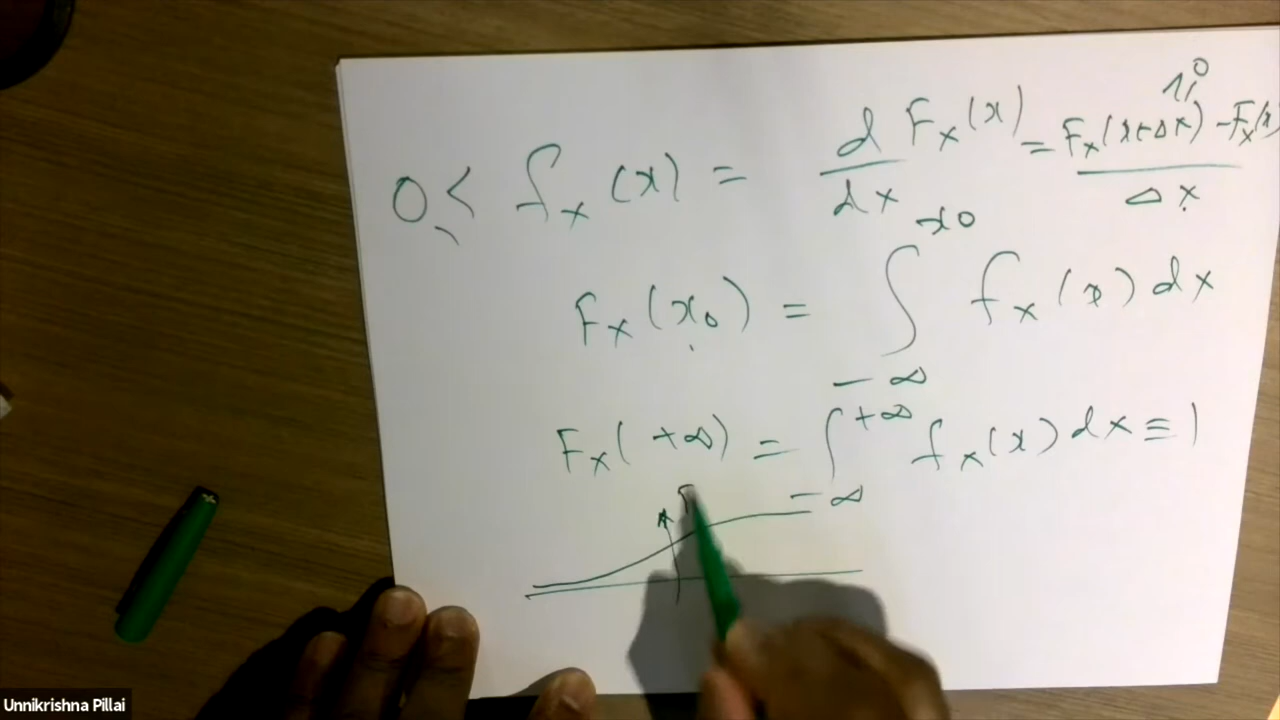 0 ≤ f_x(x) = d/dx F_x(x) = (F_x(x+Δx) - F_x(x))/Δx ≥ 0
F_x(x_0) = ∫_{-∞}^{x_0} f_x(x) dx
F_x(+∞) = ∫_{-∞}^{+∞} f_x(x) dx ≡ 1
Unnikrishna Pillai